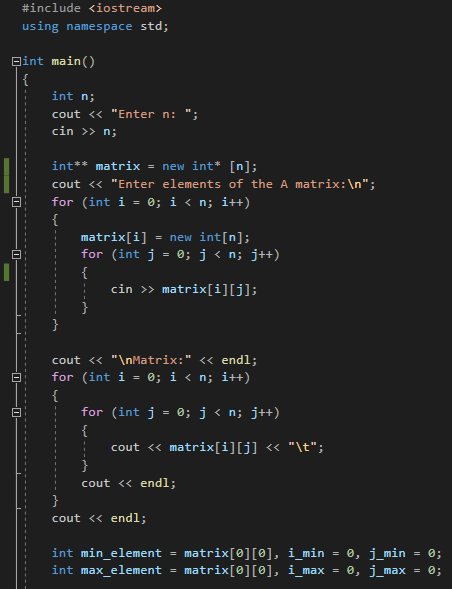 #include <iostream>
using namespace std;
int main()
{
int n;
cout << "Enter n: ";
cin >> n;
int** matrix = new int* [n];
cout << "Enter elements of the A matrix:\n";
for (int i = 0; i < n; i++)
{
matrix[i] = new int[n];
for (int j = 0; j < n; j++)
{
cin >> matrix[i][j];
}
}
cout << "\nMatrix:" << endl;
for (int i = 0; i < n; i++)
{
for (int j = 0; j < n; j++)
{
cout << matrix[i][j] << "\t";
}
cout << endl;
}
cout << endl;
int min_element = matrix[0][0], i_min = 0, j_min = 0;
int max_element = matrix[0][0], i_max = 0, j_max = 0;